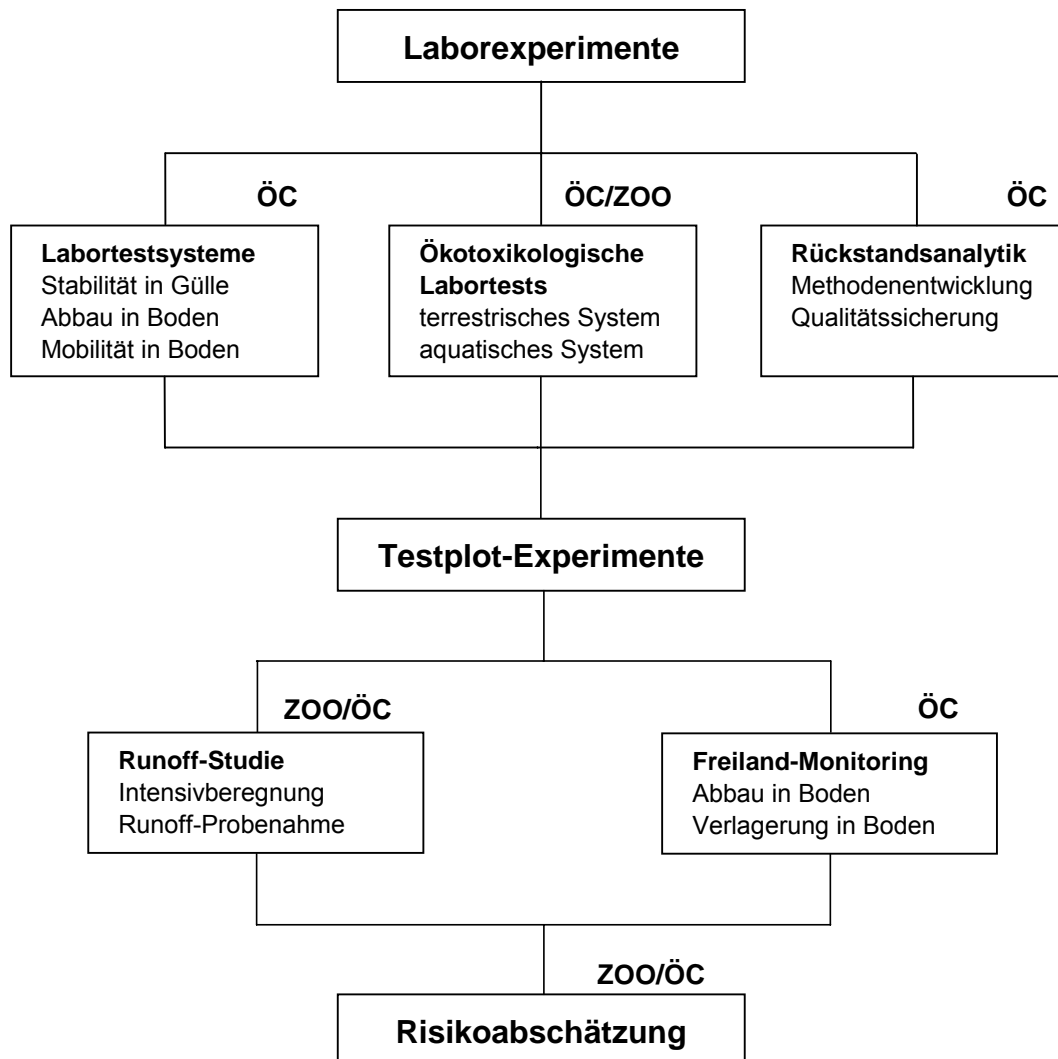 Laborexperimente
ÖC
Labortestsysteme
Stabilität in Gülle
Abbau in Boden
Mobilität in Boden
ÖC/ZOO
Ökotoxikologische
Labortests
terrestrisches System
aquatisches System
ÖC
Rückstandsanalytik
Methodenentwicklung
Qualitätssicherung
Testplot-Experimente
ZOO/ÖC
Runoff-Studie
Intensivberegnung
Runoff-Probenahme
ÖC
Freiland-Monitoring
Abbau in Boden
Verlagerung in Boden
ZOO/ÖC
Risikoabschätzung